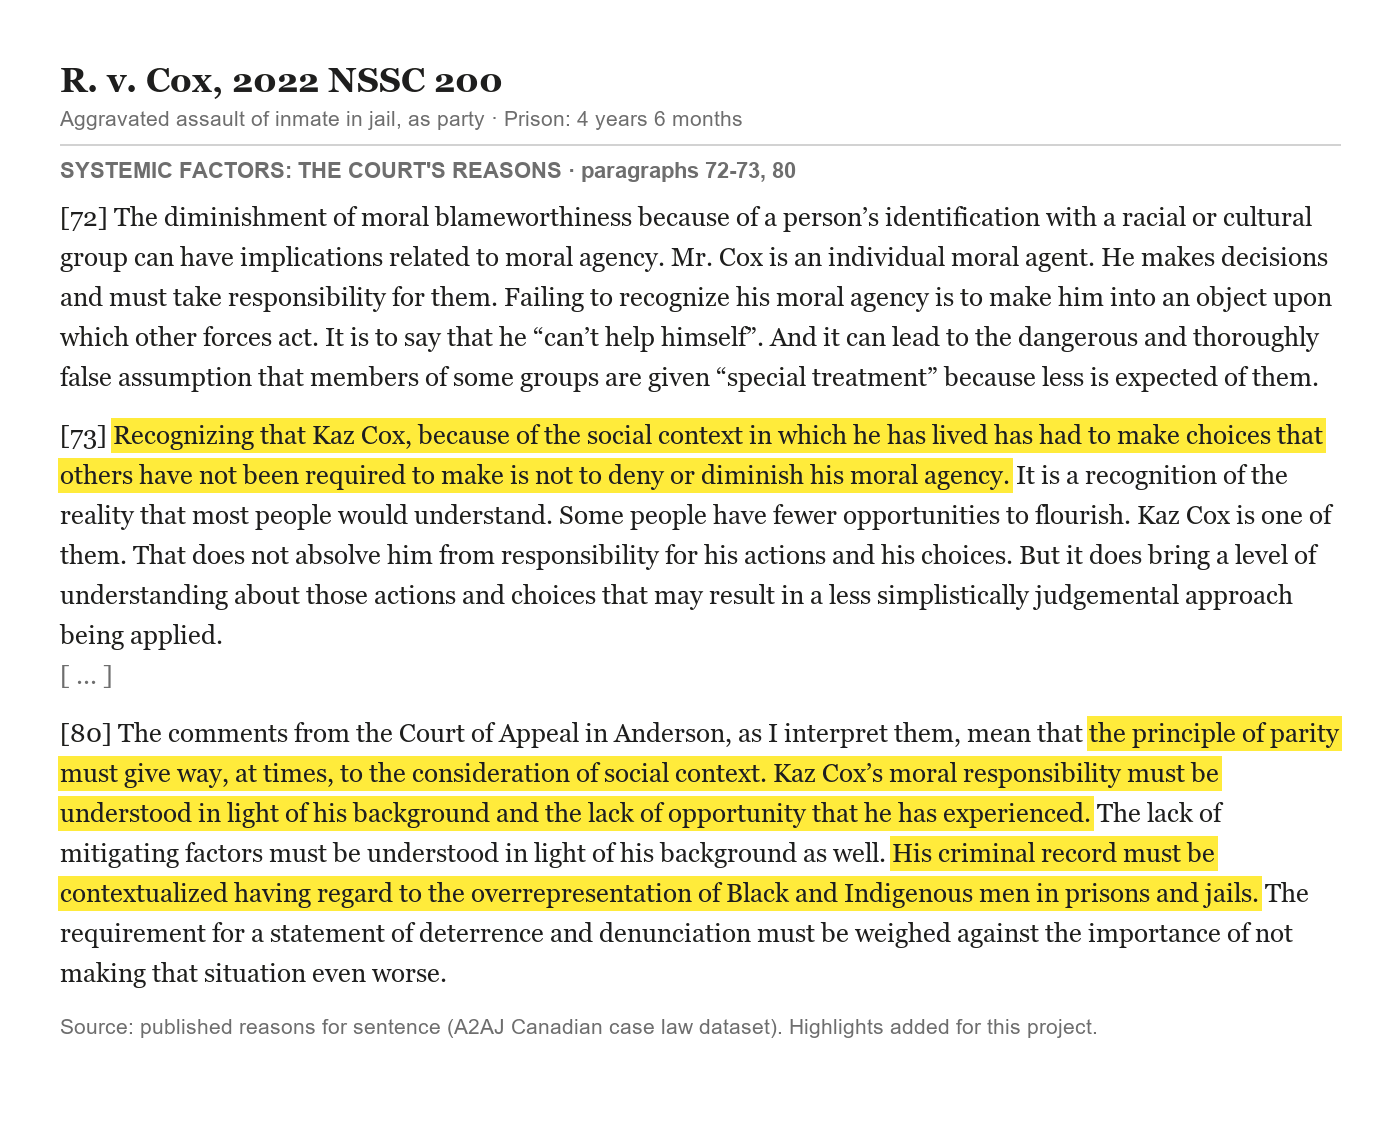 R. v. Cox, 2022 NSSC 200
Aggravated assault of inmate in jail, as party · Prison: 4 years 6 months
SYSTEMIC FACTORS: THE COURT'S REASONS · paragraphs 72-73, 80
[72] The diminishment of moral blameworthiness because of a person’s identification with a racial or cultural
group can have implications related to moral agency. Mr. Cox is an individual moral agent. He makes decisions
and must take responsibility for them. Failing to recognize his moral agency is to make him into an object upon
which other forces act. It is to say that he “can’t help himself”. And it can lead to the dangerous and thoroughly
false assumption that members of some groups are given “special treatment” because less is expected of them.
[73] Recognizing that Kaz Cox, because of the social context in which he has lived has had to make choices that
others have not been required to make is not to deny or diminish his moral agency. It is a recognition of the
reality that most people would understand. Some people have fewer opportunities to flourish. Kaz Cox is one of
them. That does not absolve him from responsibility for his actions and his choices. But it does bring a level of
understanding about those actions and choices that may result in a less simplistically judgemental approach
being applied.
[ ... ]
[80] The comments from the Court of Appeal in Anderson, as I interpret them, mean that the principle of parity
must give way, at times, to the consideration of social context. Kaz Cox’s moral responsibility must be
understood in light of his background and the lack of opportunity that he has experienced. The lack of
mitigating factors must be understood in light of his background as well. His criminal record must be
contextualized having regard to the overrepresentation of Black and Indigenous men in prisons and jails. The
requirement for a statement of deterrence and denunciation must be weighed against the importance of not
making that situation even worse.
Source: published reasons for sentence (A2AJ Canadian case law dataset). Highlights added for this project.